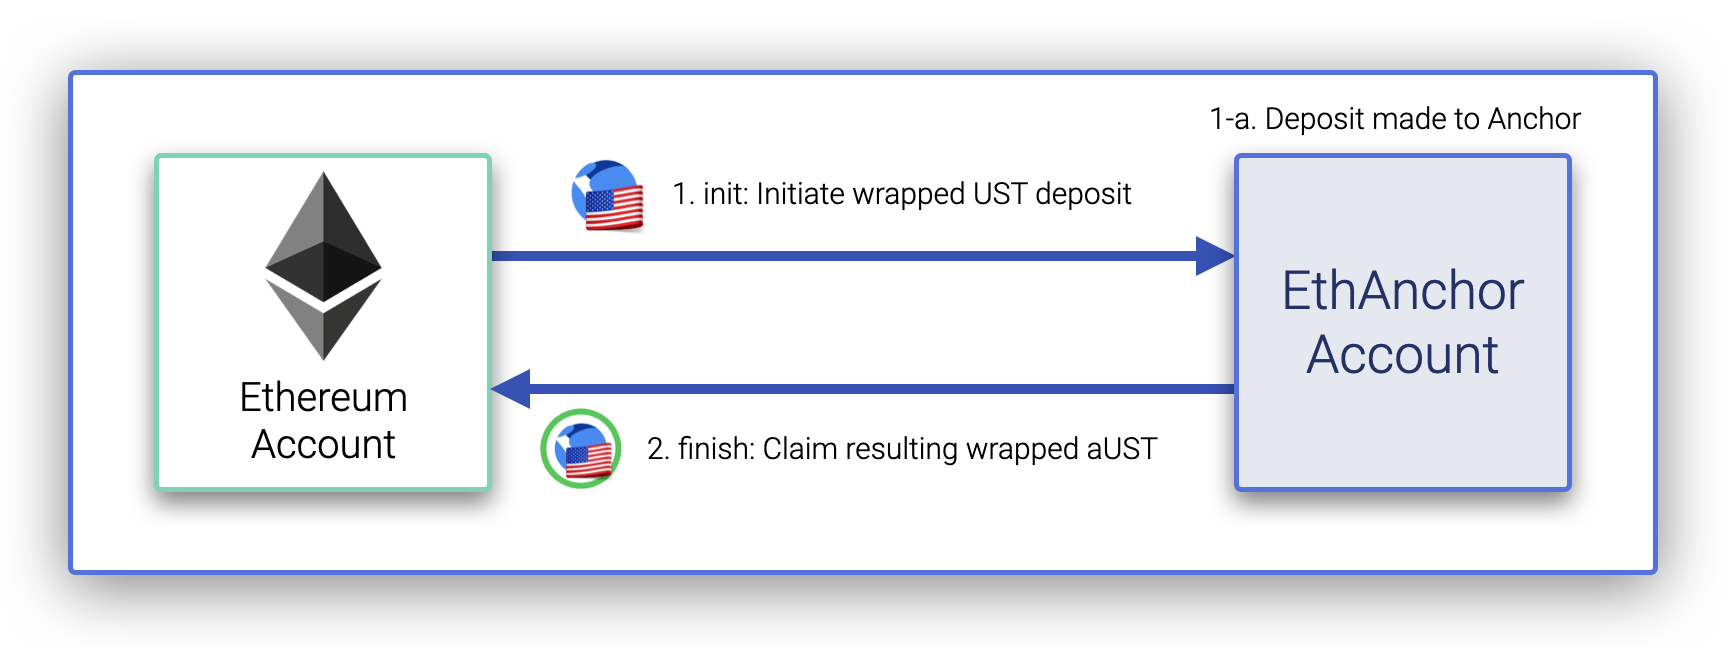 1-a. Deposit made to Anchor
1. init: Initiate wrapped UST deposit
Ethereum
Account
EthAnchor
Account
2. finish: Claim resulting wrapped aUST